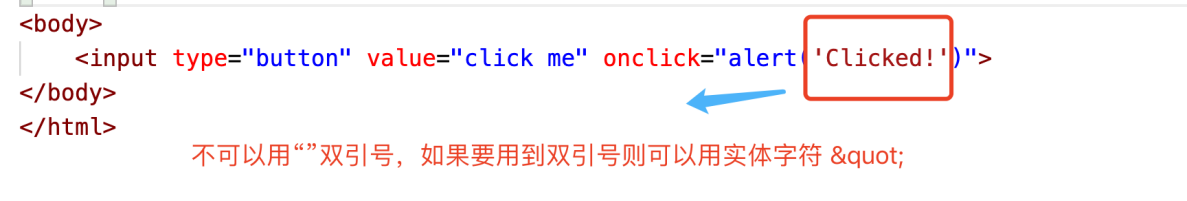 <body>
<input type="button" value="click me" onclick="alert('Clicked!')">
</body>
</html>
不可以用“”双引号，如果要用到双引号则可以用实体字符 &quot;